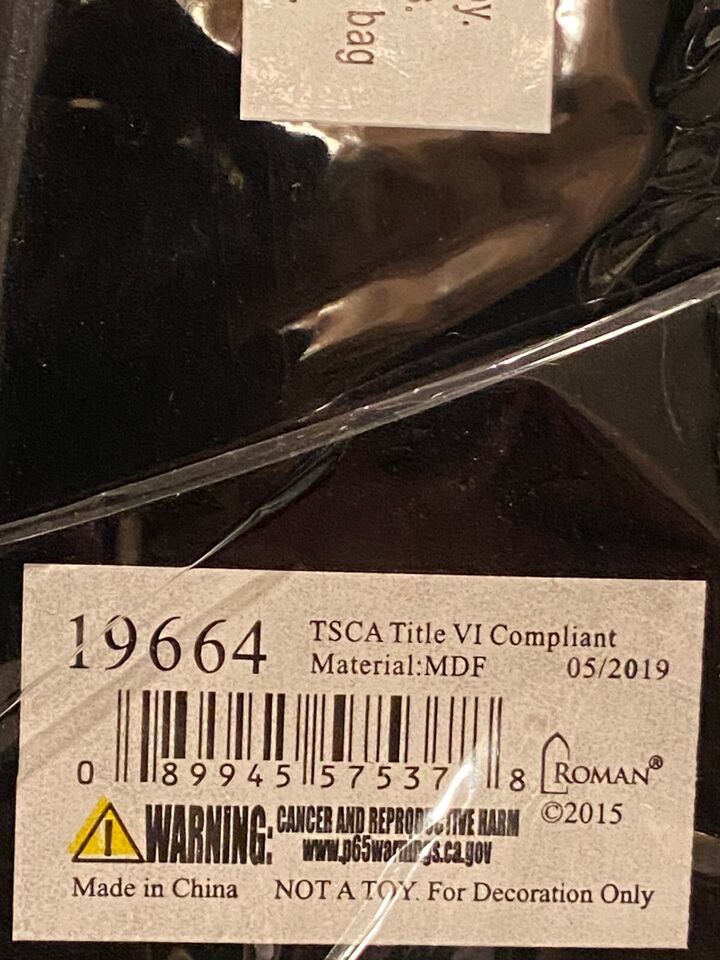 y.
bag
19664
TSCA Title VI Compliant
Material:MDF 05/2019
0 89945 57537 8
ROMAN®
©2015
WARNING: CANCER AND REPRODUCTIVE HARM
www.p65warnings.ca.gov
Made in China NOT A TOY. For Decoration Only